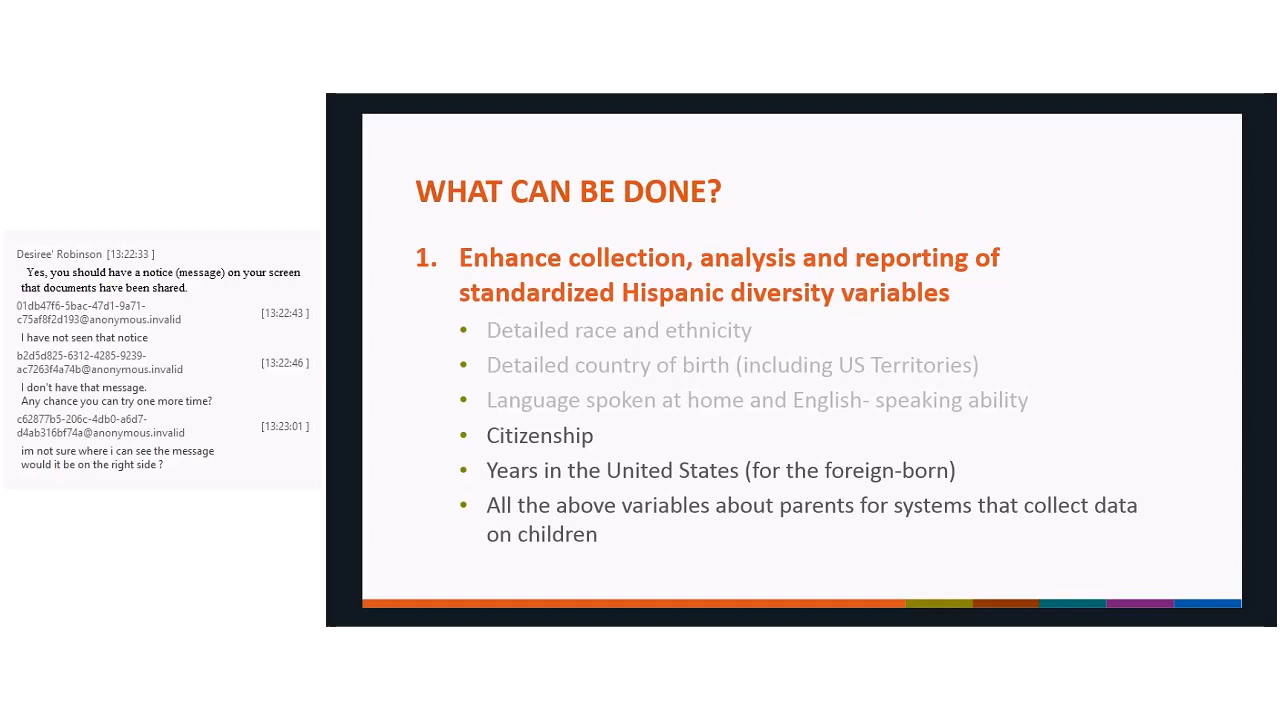 Desiree' Robinson [13:22:33 ]
Yes, you should have a notice (message) on your screen
that documents have been shared.
01db47f6-5bac-47d1-9a71-
c75af8f2d193@anonymous.invalid [13:22:43 ]
I have not seen that notice
b2d5d825-6312-4285-9239-
ac7263f4a74b@anonymous.invalid [13:22:46 ]
I don't have that message.
Any chance you can try one more time?
c62877b5-206c-4db0-a6d7-
d4ab316bf74a@anonymous.invalid [13:23:01 ]
im not sure where i can see the message
would it be on the right side ?
WHAT CAN BE DONE?
1. Enhance collection, analysis and reporting of
standardized Hispanic diversity variables
• Detailed race and ethnicity
• Detailed country of birth (including US Territories)
• Language spoken at home and English- speaking ability
• Citizenship
• Years in the United States (for the foreign-born)
• All the above variables about parents for systems that collect data
on children